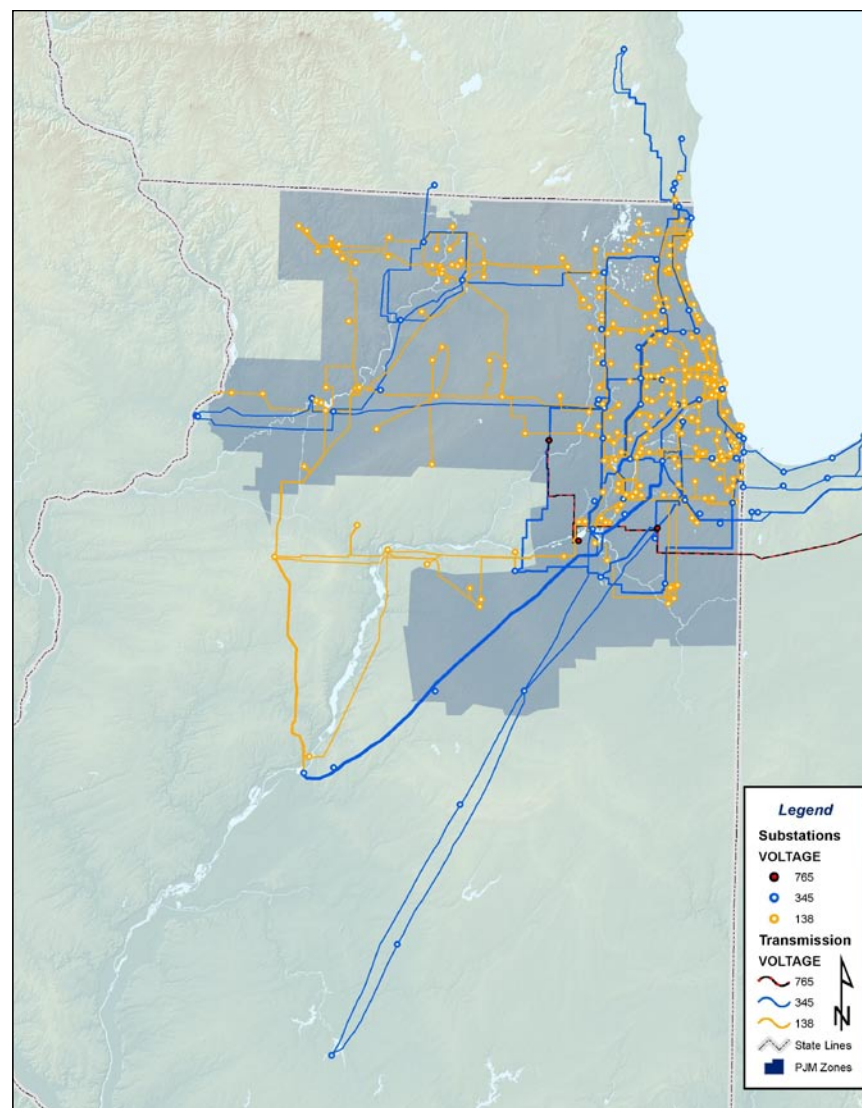 Legend
Substations
VOLTAGE
765
345
138
Transmission
VOLTAGE
765
345
138
N
State Lines
PJM Zones